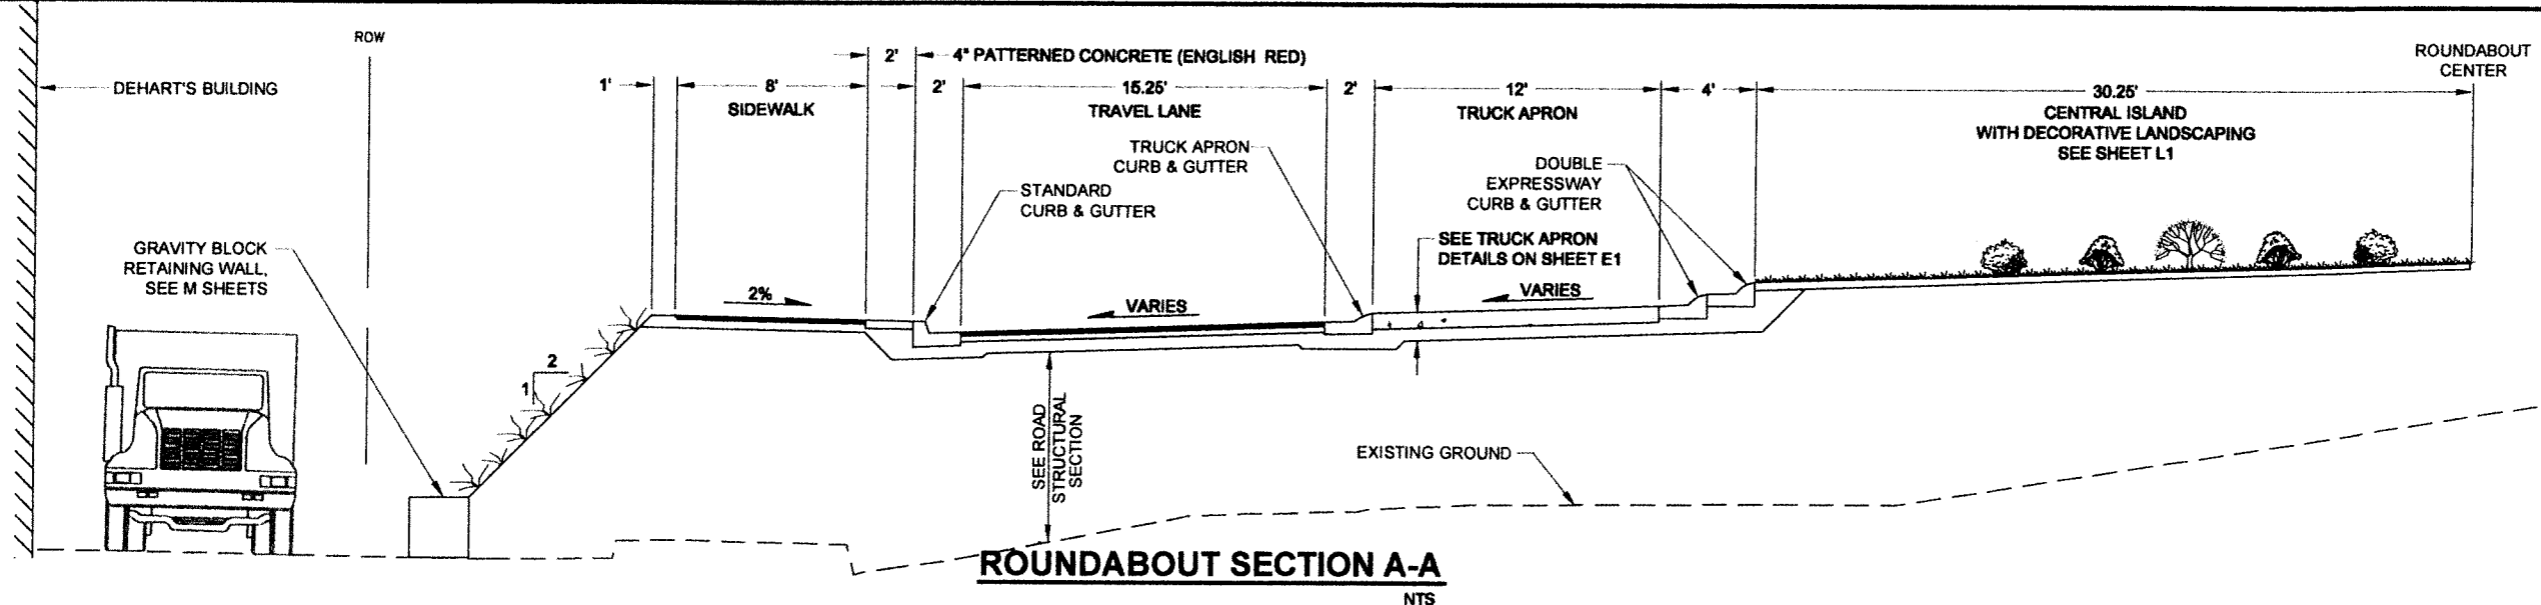 ROW
2' 4" PATTERNED CONCRETE (ENGLISH RED)
ROUNDABOUT
CENTER
DEHART'S BUILDING
1' 8' 2' 15.25' 2' 12' 4' 30.25'
SIDEWALK
TRAVEL LANE
TRUCK APRON
CENTRAL ISLAND
WITH DECORATIVE LANDSCAPING
SEE SHEET L1
TRUCK APRON
CURB & GUTTER
DOUBLE
EXPRESSWAY
CURB & GUTTER
STANDARD
CURB & GUTTER
GRAVITY BLOCK
RETAINING WALL,
SEE M SHEETS
SEE TRUCK APRON
DETAILS ON SHEET E1
2%
VARIES
VARIES
2
1
SEE ROAD
STRUCTURAL
SECTION
EXISTING GROUND
ROUNDABOUT SECTION A-A
NTS